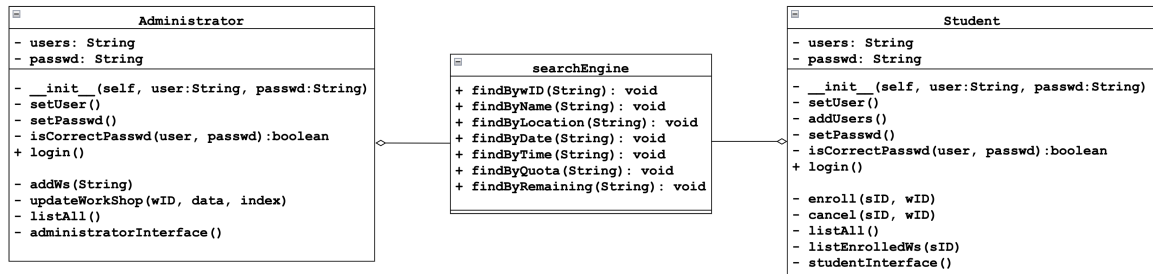 Administrator
- users: String
- passwd: String
- __init__(self, user:String, passwd:String)
- setUser()
- setPasswd()
- isCorrectPasswd(user, passwd):boolean
+ login()
- addWs(String)
- updateWorkShop(wID, data, index)
- listAll()
- administratorInterface()
searchEngine
+ findBywID(String): void
+ findByName(String): void
+ findByLocation(String): void
+ findByDate(String): void
+ findByTime(String): void
+ findByQuota(String): void
+ findByRemaining(String): void
Student
- users: String
- passwd: String
- __init__(self, user:String, passwd:String)
- setUser()
- addUsers()
- setPasswd()
- isCorrectPasswd(user, passwd):boolean
+ login()
- enroll(sID, wID)
- cancel(sID, wID)
- listAll()
- listEnrolledWs(sID)
- studentInterface()